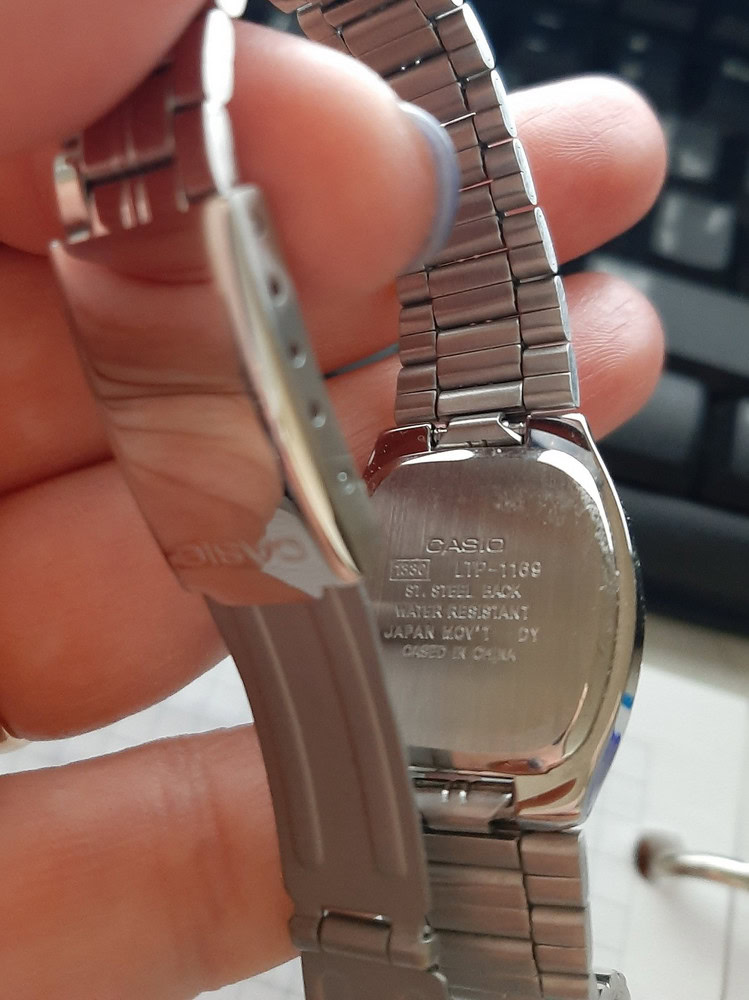 CASIO
1330 LTP-1169
ST. STEEL BACK
WATER RESISTANT
JAPAN MOV'T DY
CASED IN CHINA
CASIO